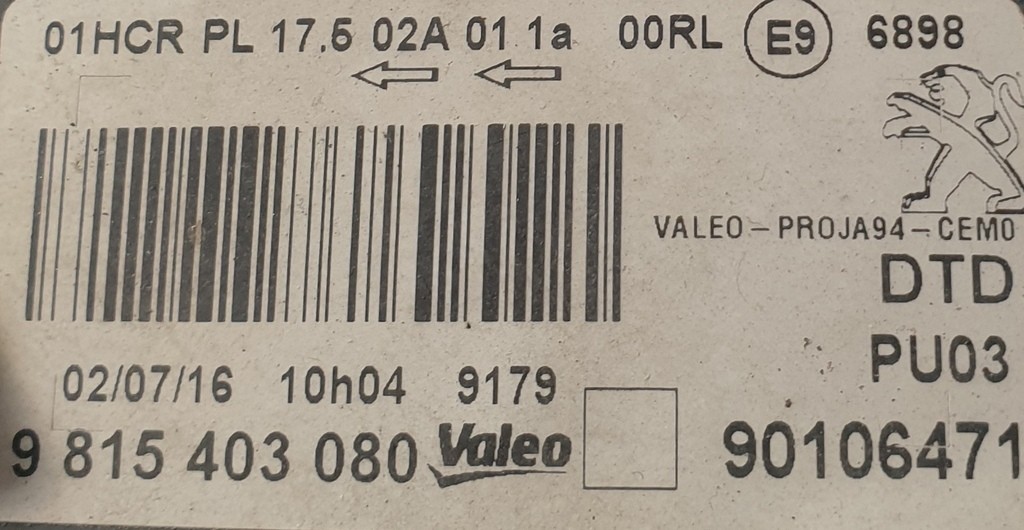 01HCR PL 17.5 02A 01 1a 00RL E9 6898
VALEO-PROJA94-CEM0
DTD
PU03
02/07/16 10h04 9179
9 815 403 080 Valeo 90106471